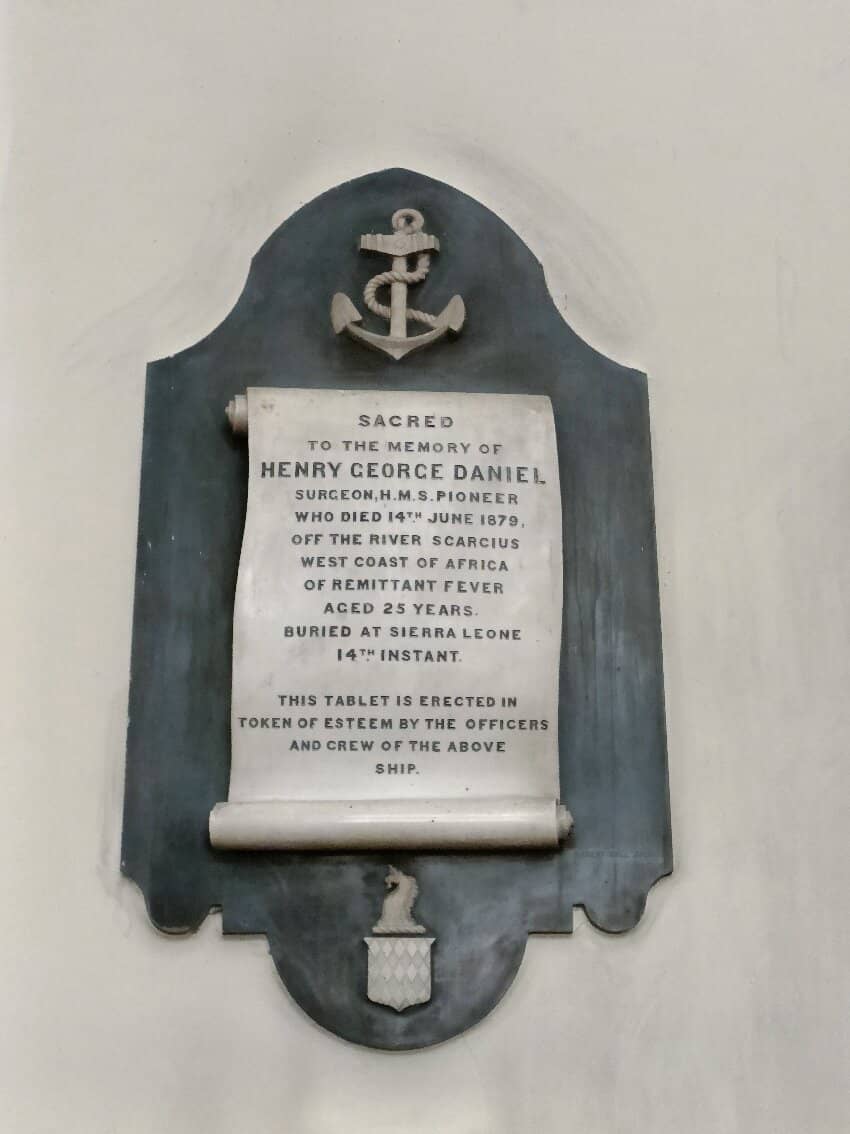 SACRED
TO THE MEMORY OF
HENRY GEORGE DANIEL
SURGEON, H.M.S. PIONEER
WHO DIED 14TH JUNE 1879,
OFF THE RIVER SCARCIUS
WEST COAST OF AFRICA
OF REMITTANT FEVER
AGED 25 YEARS.
BURIED AT SIERRA LEONE
14TH INSTANT.
THIS TABLET IS ERECTED IN
TOKEN OF ESTEEM BY THE OFFICERS
AND CREW OF THE ABOVE
SHIP.